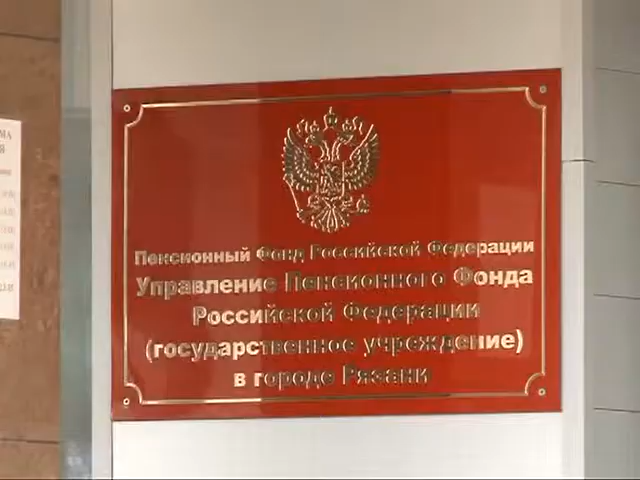 Пенсионный Фонд Российской Федерации
Управление Пенсионного Фонда
Российской Федерации
(государственное учреждение)
в городе Рязани